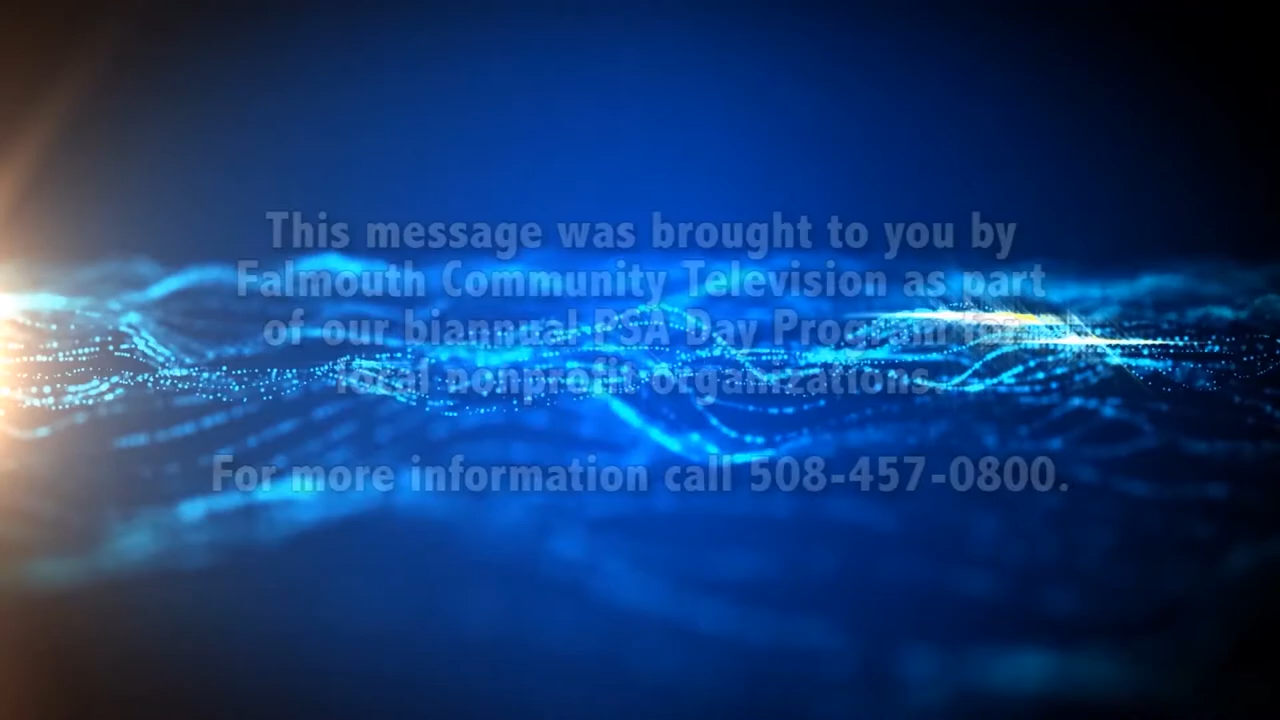 This message was brought to you by
Falmouth Community Television as part
of our biannual PSA Day Program for
local nonprofit organizations.
For more information call 508-457-0800.